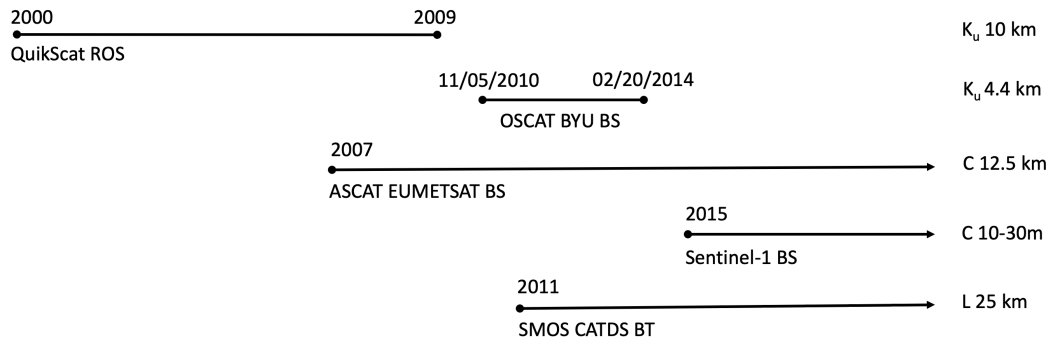 2000 2009 Ku 10 km
QuikScat ROS
11/05/2010 02/20/2014 Ku 4.4 km
OSCAT BYU BS
2007 C 12.5 km
ASCAT EUMETSAT BS
2015 C 10-30m
Sentinel-1 BS
2011 L 25 km
SMOS CATDS BT